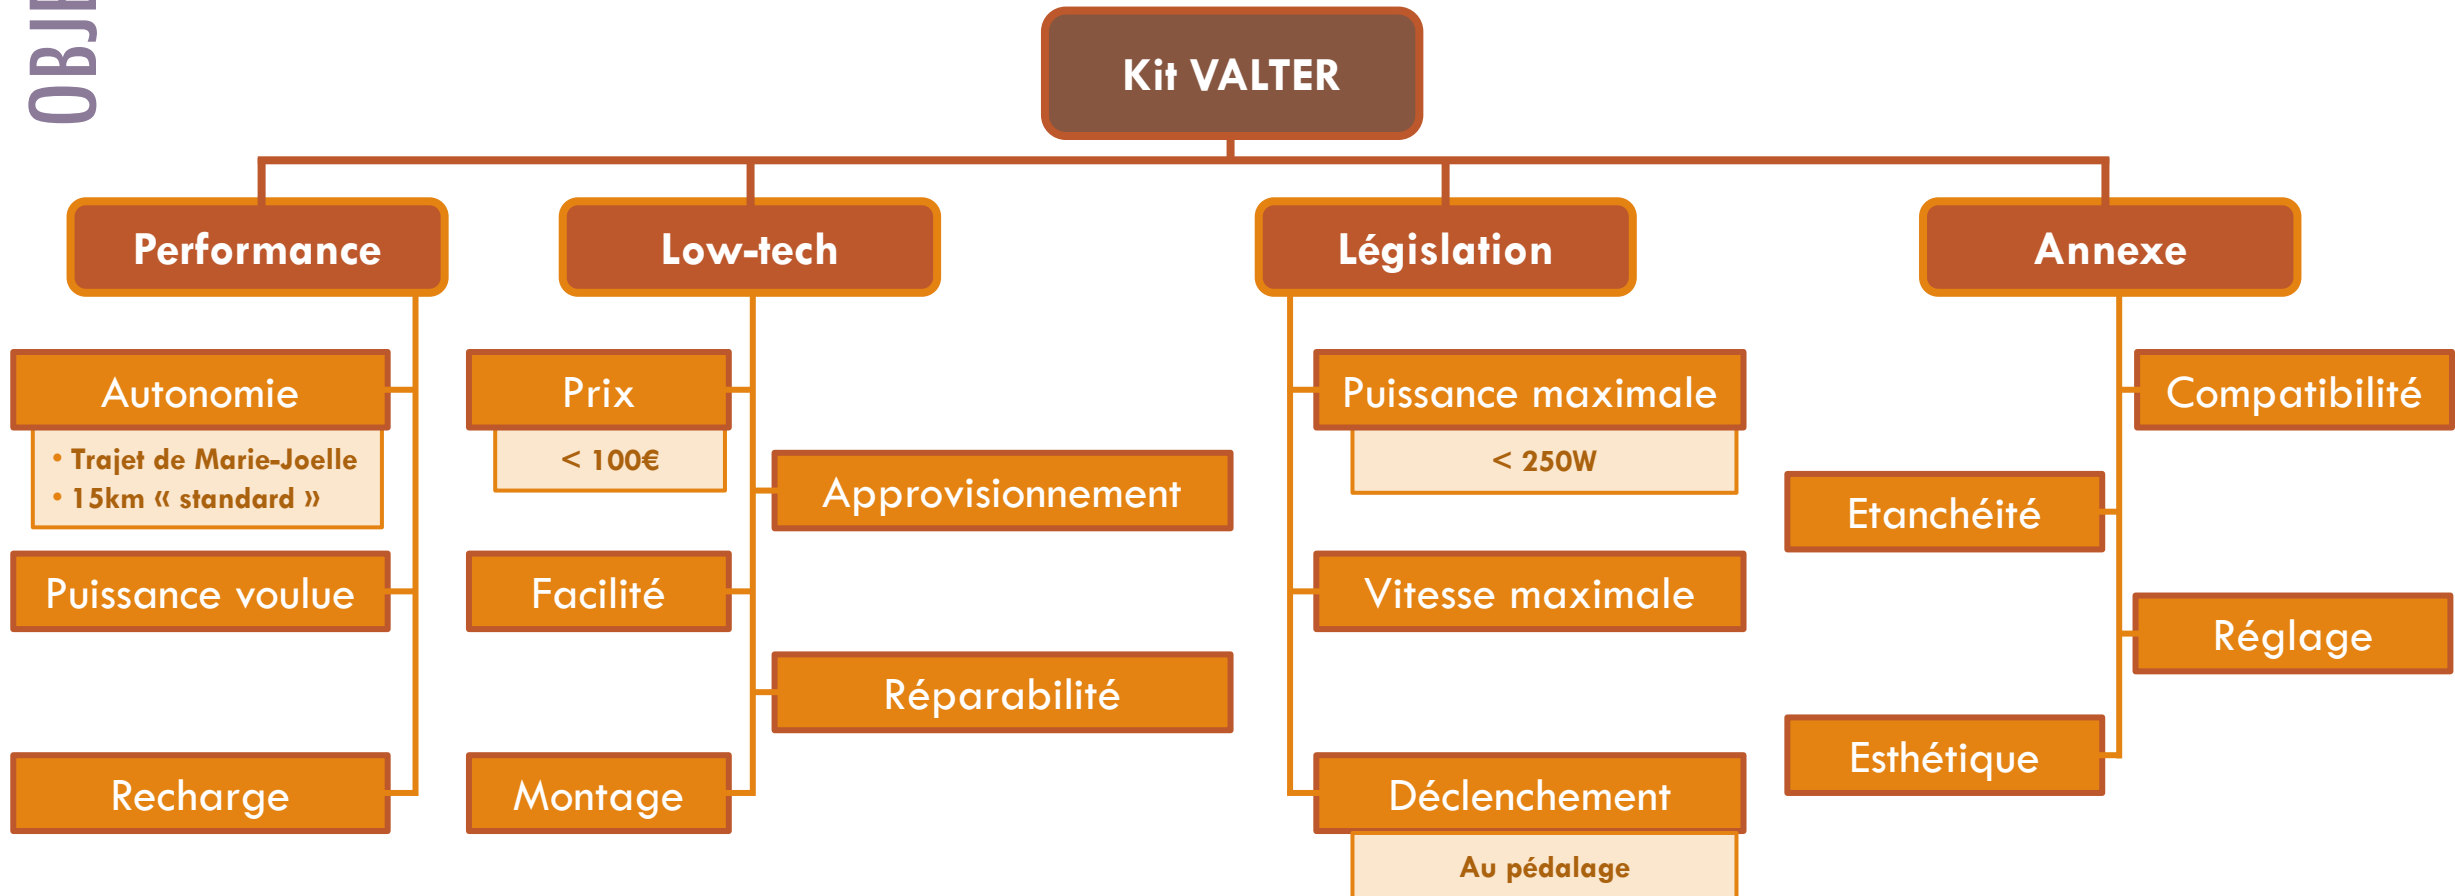 OBJE
Kit VALTER
Performance
Low-tech
Législation
Annexe
Autonomie
• Trajet de Marie-Joelle
• 15km « standard »
Puissance voulue
Recharge
Prix
< 100€
Approvisionnement
Facilité
Réparabilité
Montage
Puissance maximale
< 250W
Vitesse maximale
Déclenchement
Au pédalage
Compatibilité
Etanchéité
Réglage
Esthétique